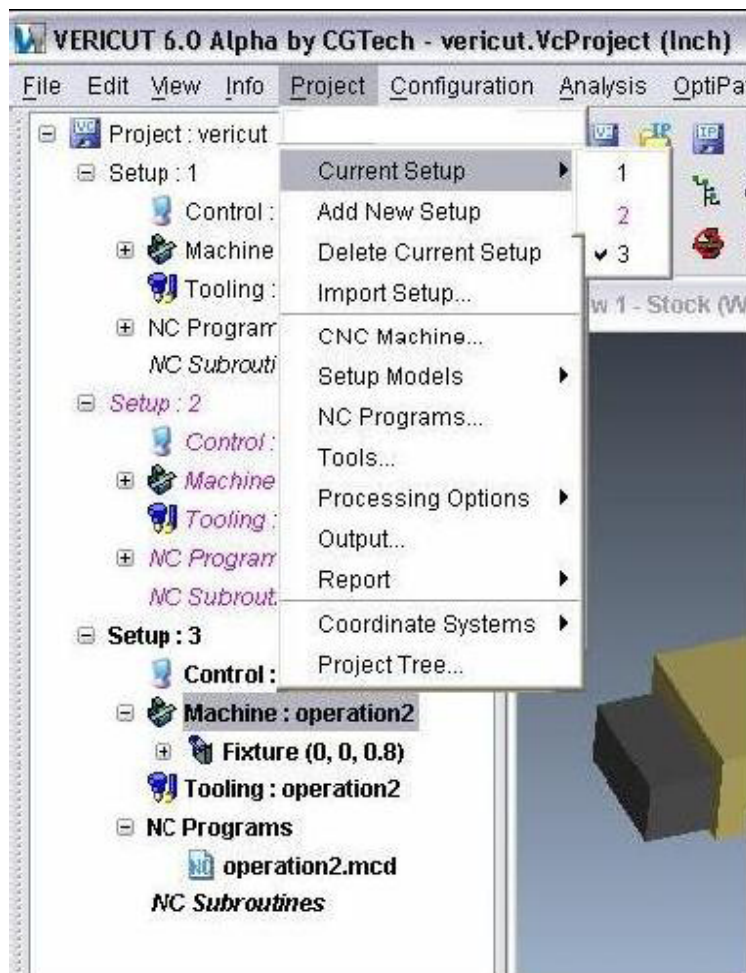 VERICUT 6.0 Alpha by CGTech - vericut.VcProject (Inch)
File Edit View Info Project Configuration Analysis OptiPa
Project : vericut
Setup : 1
Control :
Machine
Tooling :
NC Program
NC Subrouti
Setup : 2
Control :
Machine
Tooling :
NC Program
NC Subrout
Setup : 3
Control :
Machine : operation2
Fixture (0, 0, 0.8)
Tooling : operation2
NC Programs
operation2.mcd
NC Subroutines
Current Setup
Add New Setup
Delete Current Setup
Import Setup...
CNC Machine...
Setup Models
NC Programs...
Tools...
Processing Options
Output...
Report
Coordinate Systems
Project Tree...
1
2
3
w 1 - Stock (W